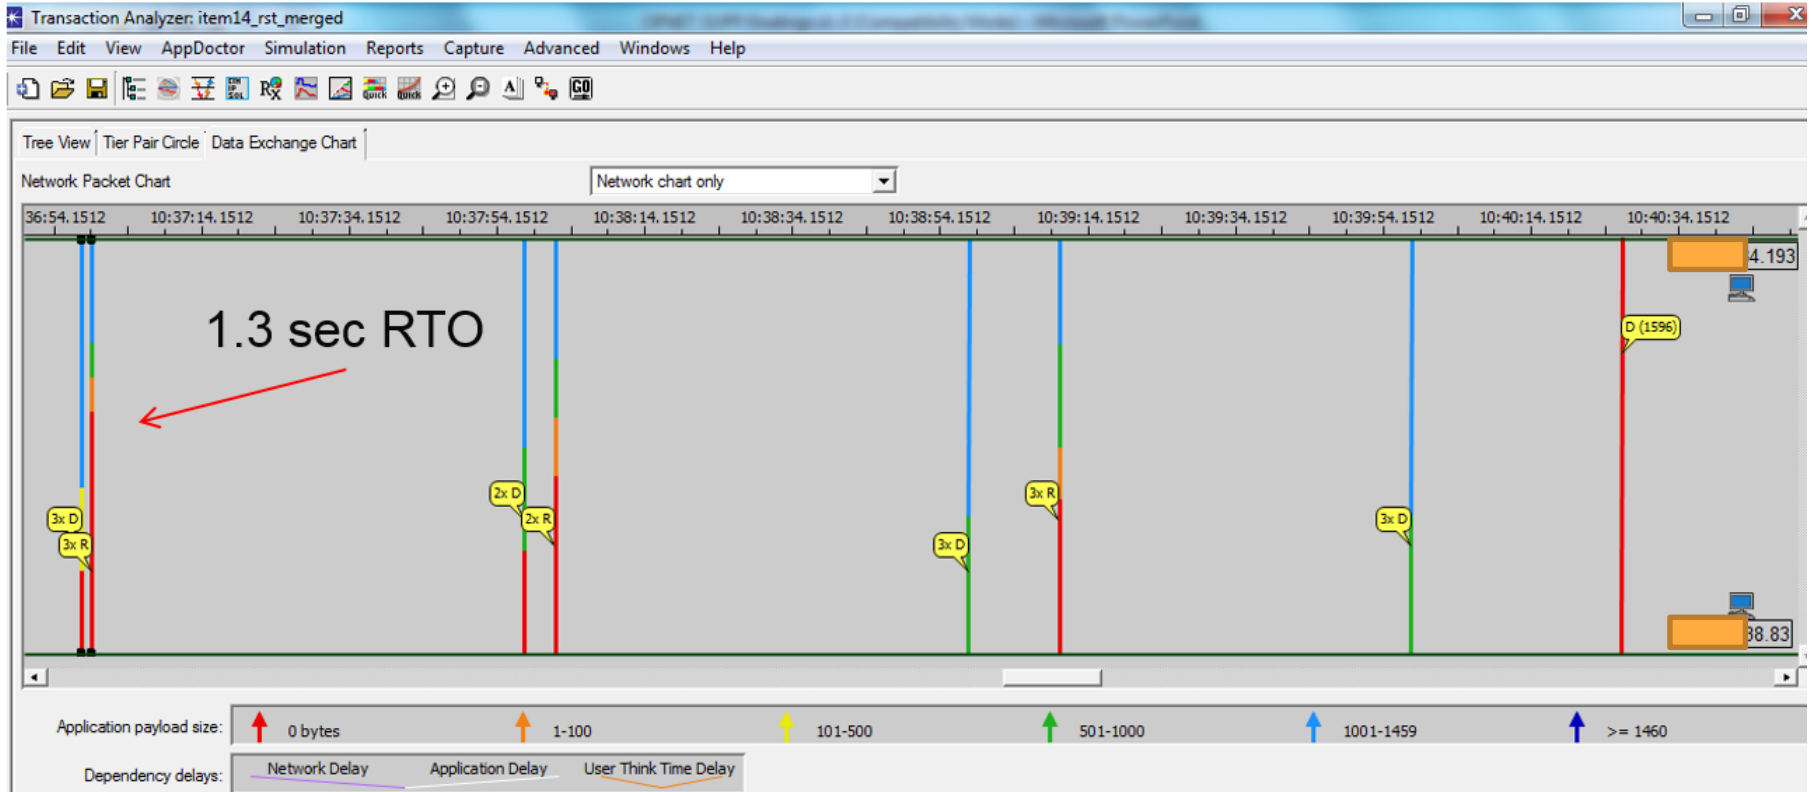 Transaction Analyzer: item14_rst_merged
File Edit View AppDoctor Simulation Reports Capture Advanced Windows Help
QUICK QUICK A GO
Tree View Tier Pair Circle Data Exchange Chart
Network Packet Chart Network chart only
36:54.1512 10:37:14.1512 10:37:34.1512 10:37:54.1512 10:38:14.1512 10:38:34.1512 10:38:54.1512 10:39:14.1512 10:39:34.1512 10:39:54.1512 10:40:14.1512 10:40:34.1512
4.193
1.3 sec RTO
D (1596)
2x D
3x R
3x D
2x R
3x D
3x R
3x D
38.83
Application payload size: 0 bytes 1-100 101-500 501-1000 1001-1459 >= 1460
Dependency delays: Network Delay Application Delay User Think Time Delay